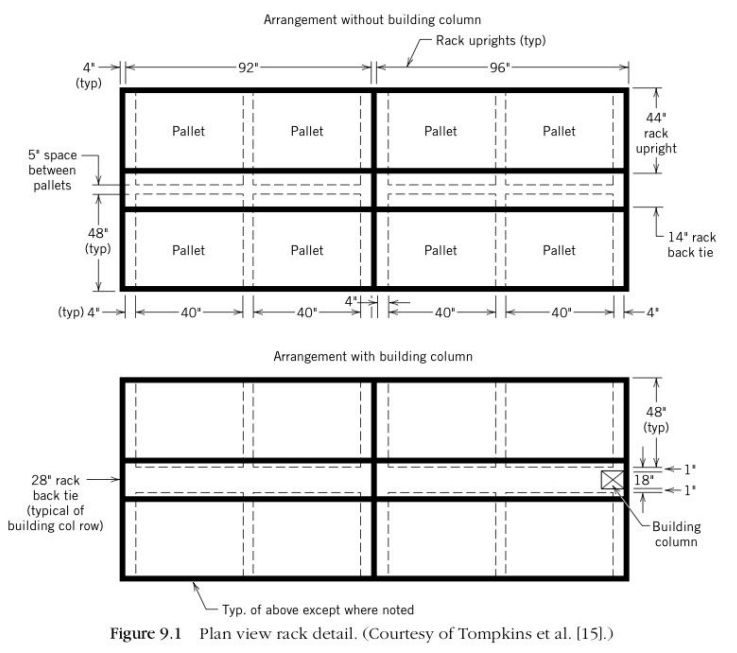 Arrangement without building column
Rack uprights (typ)
4"
(typ)
92"
96"
Pallet
Pallet
Pallet
Pallet
44"
rack
upright
5" space
between
pallets
48"
(typ)
Pallet
Pallet
Pallet
Pallet
14" rack
back tie
(typ) 4"
40"
40"
4"
40"
40"
4"
Arrangement with building column
48"
(typ)
28" rack
back tie
(typical of
building col row)
1"
18"
1"
Building
column
Typ. of above except where noted
Figure 9.1 Plan view rack detail. (Courtesy of Tompkins et al. [15].)